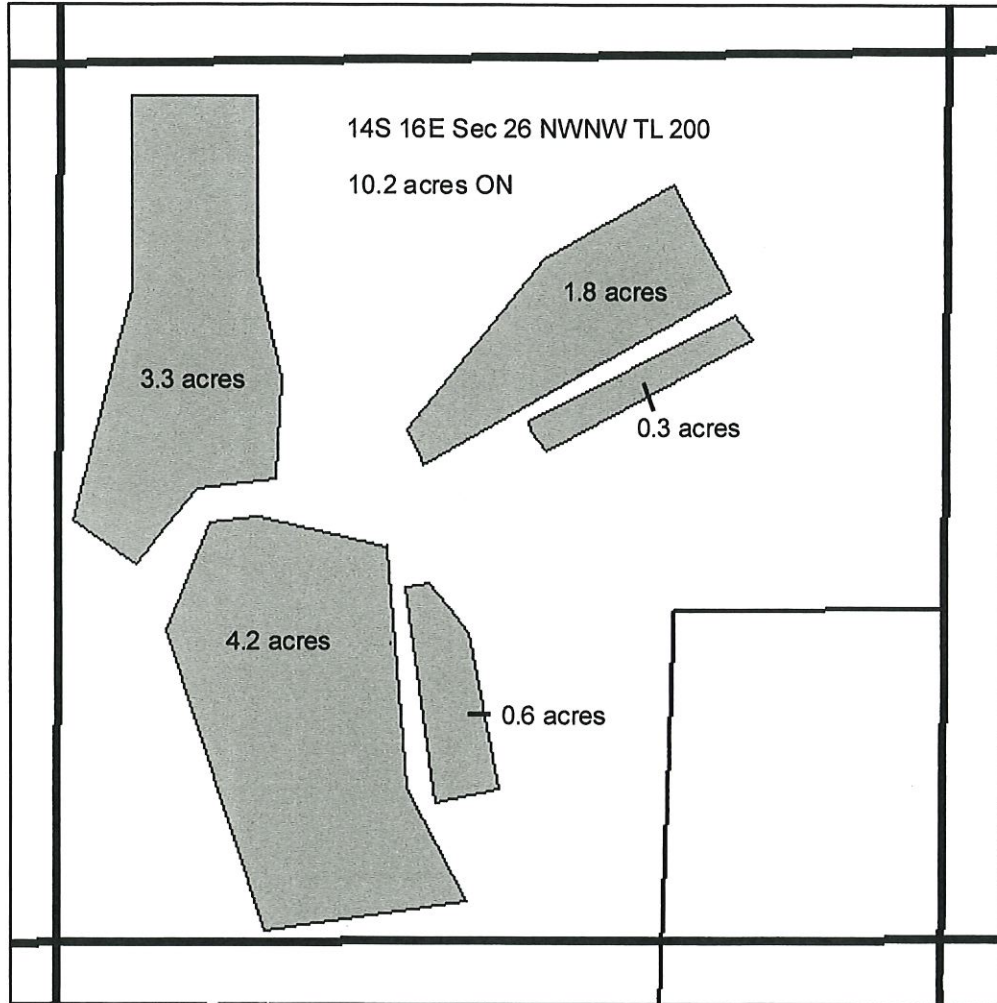 14S 16E Sec 26 NWNW TL 200
10.2 acres ON
1.8 acres
3.3 acres
0.3 acres
4.2 acres
0.6 acres